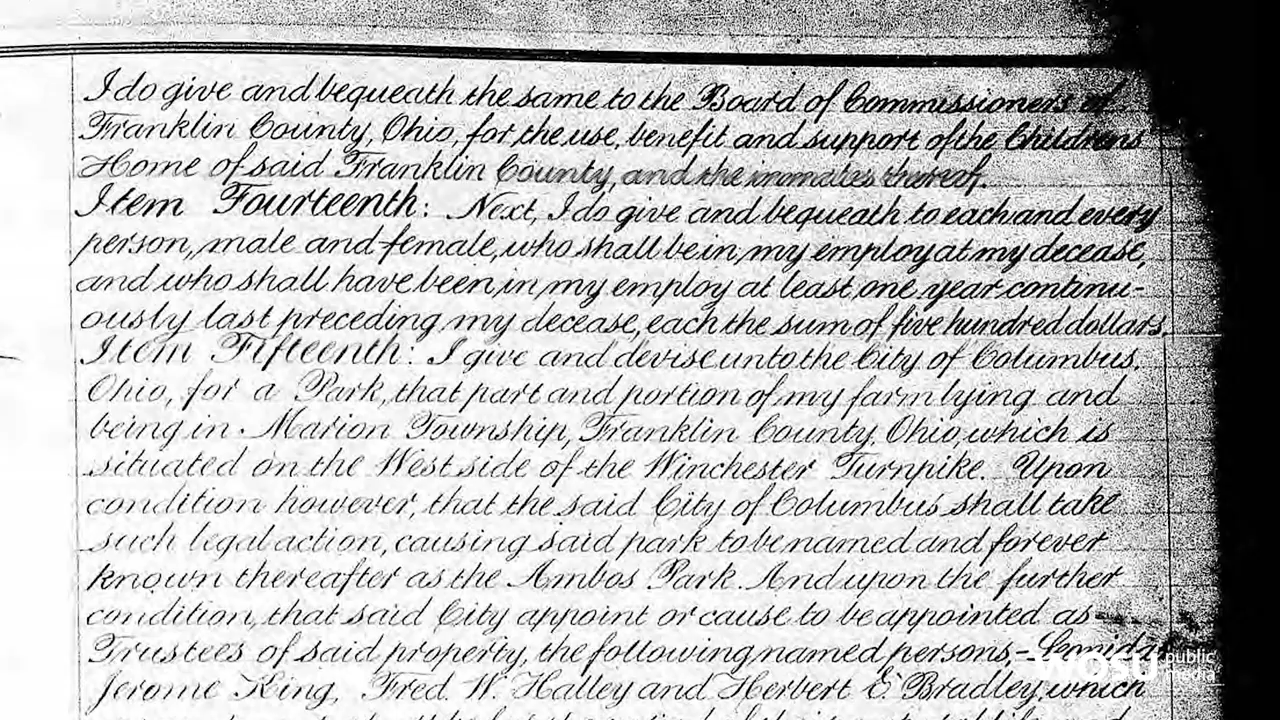 I do give and bequeath the same to the Board of Commissioners of
Franklin County, Ohio, for the use, benefit and support of the Childrens
Home of said Franklin County, and the inmates thereof.
Item Fourteenth: Next, I do give and bequeath to each and every
person, male and female, who shall be in my employ at my decease,
and who shall have been in my employ at least one year continu-
ously last preceding my decease, each the sum of five hundred dollars.
Item Fifteenth: I give and devise unto the City of Columbus,
Ohio, for a Park, that part and portion of my farm lying and
being in Marion Township, Franklin County, Ohio, which is
situated on the West side of the Winchester Turnpike. Upon
condition however, that the said City of Columbus shall take
such legal action, causing said park to be named and forever
known thereafter as the Ambos Park. And upon the further
condition, that said City appoint or cause to be appointed as
Trustees of said property, the following named persons,-
Jerome King, Fred. W. Halley and Herbert E. Bradley, which
WOSU public media